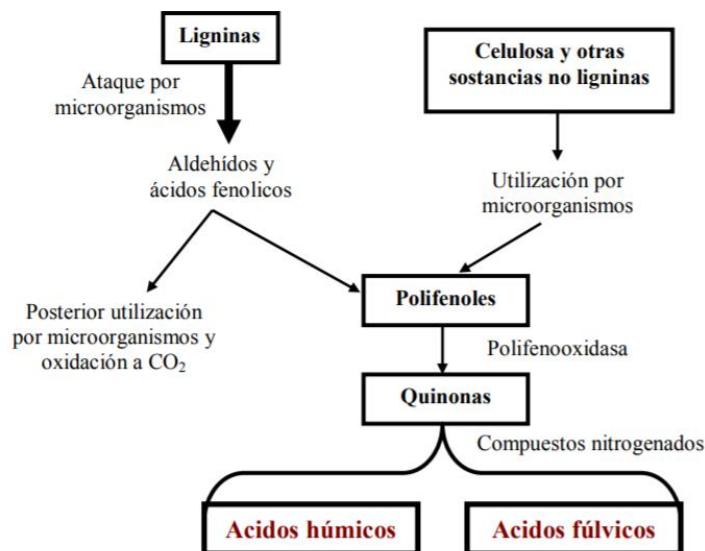 Ligninas
Celulosa y otras
sostancias no ligninas
Ataque por
microorganismos
Aldehídos y
ácidos fenolicos
Utilización por
microorganismos
Posterior utilización
por microorganismos y
oxidación a CO₂
Polifenoles
Polifenooxidasa
Quinonas
Compuestos nitrogenados
Acidos húmicos
Acidos fúlvicos